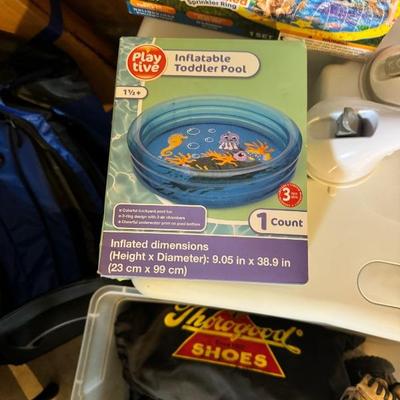 Sprinkler Ring
1 SET
Play
tive
Inflatable
Toddler Pool
1½+
• Colorful backyard pool fun
• 3-ring design with 3 air chambers
• Cheerful underwater print on pool bottom
3
1 Count
Inflated dimensions
(Height x Diameter): 9.05 in x 38.9 in
(23 cm x 99 cm)
Thorogood
SHOES